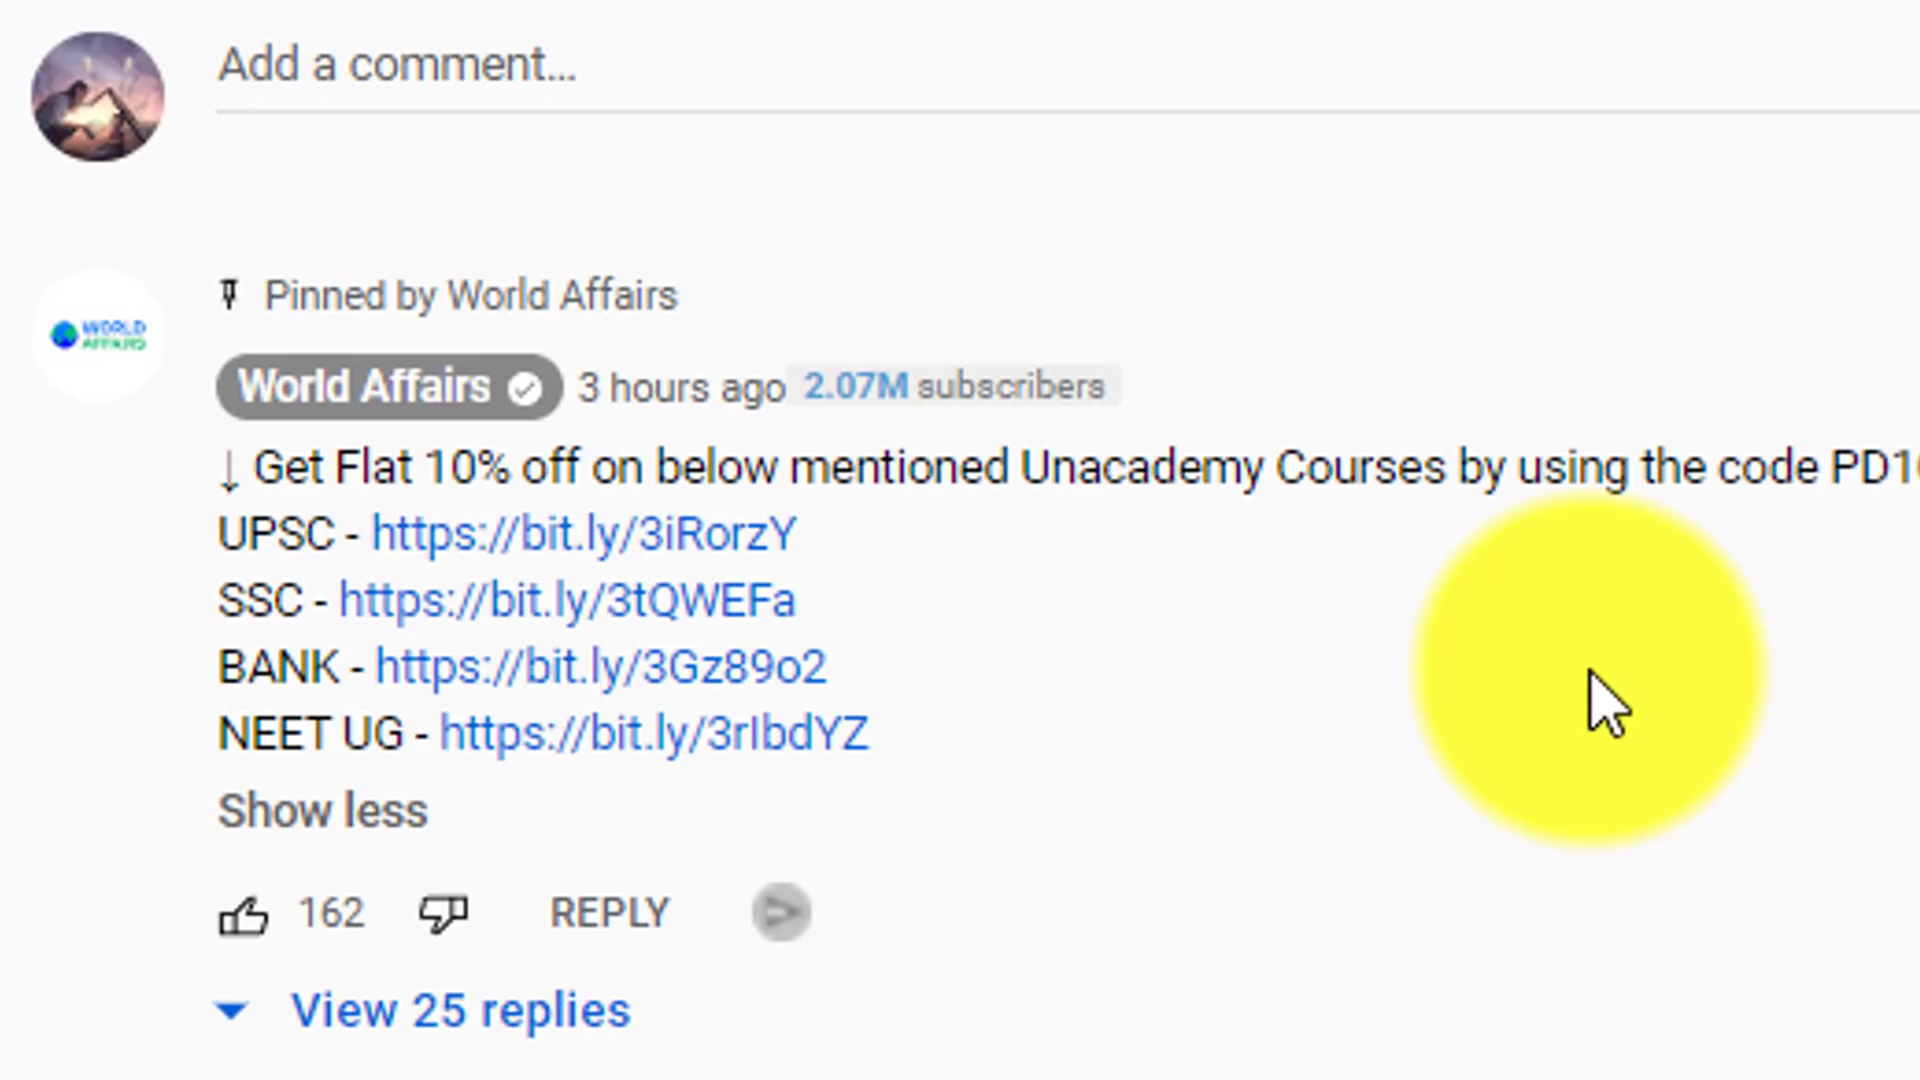 Add a comment...
Pinned by World Affairs
WORLD
AFFAIRS
World Affairs 3 hours ago 2.07M subscribers
↓ Get Flat 10% off on below mentioned Unacademy Courses by using the code
UPSC - https://bit.ly/3iRorzY
SSC - https://bit.ly/3tQWEFa
BANK - https://bit.ly/3Gz89o2
NEET UG - https://bit.ly/3rIbdYZ
Show less
162 REPLY
View 25 replies